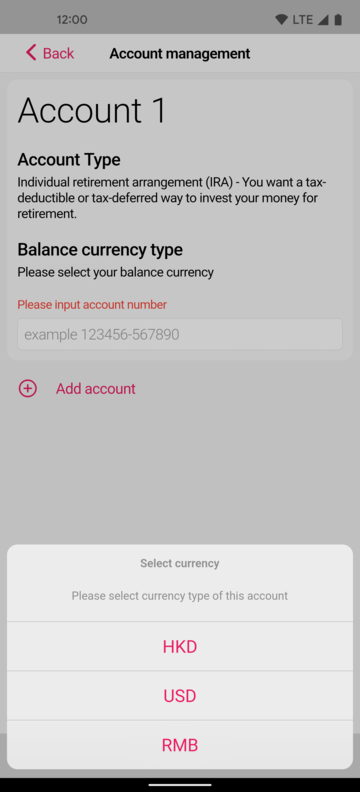 12:00
LTE
Back
Account management
Account 1
Account Type
Individual retirement arrangement (IRA) - You want a tax-
deductible or tax-deferred way to invest your money for
retirement.
Balance currency type
Please select your balance currency
Please input account number
example 123456-567890
Add account
Select currency
Please select currency type of this account
HKD
USD
RMB